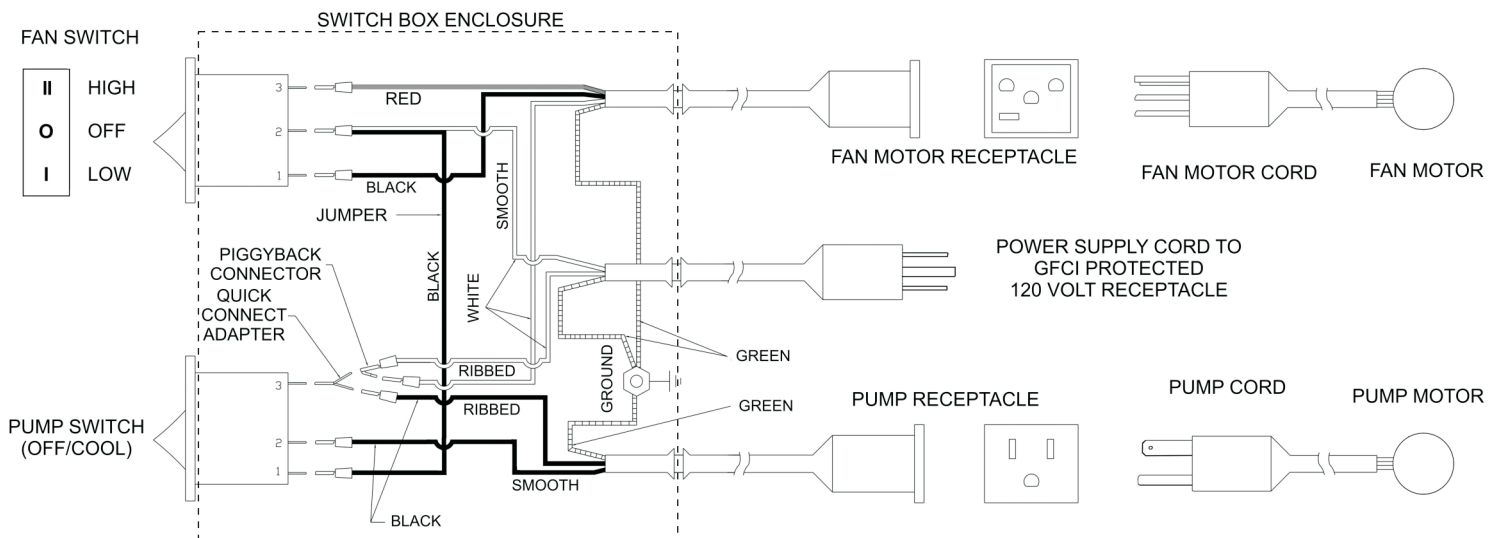 SWITCH BOX ENCLOSURE
FAN SWITCH
II HIGH
O OFF
I LOW
3
2
1
RED
BLACK
JUMPER
SMOOTH
FAN MOTOR RECEPTACLE
FAN MOTOR CORD
FAN MOTOR
PIGGYBACK
CONNECTOR
QUICK
CONNECT
ADAPTER
BLACK
WHITE
POWER SUPPLY CORD TO
GFCI PROTECTED
120 VOLT RECEPTACLE
GREEN
GROUND
RIBBED
RIBBED
GREEN
PUMP SWITCH
(OFF/COOL)
3
2
1
SMOOTH
BLACK
PUMP RECEPTACLE
PUMP CORD
PUMP MOTOR